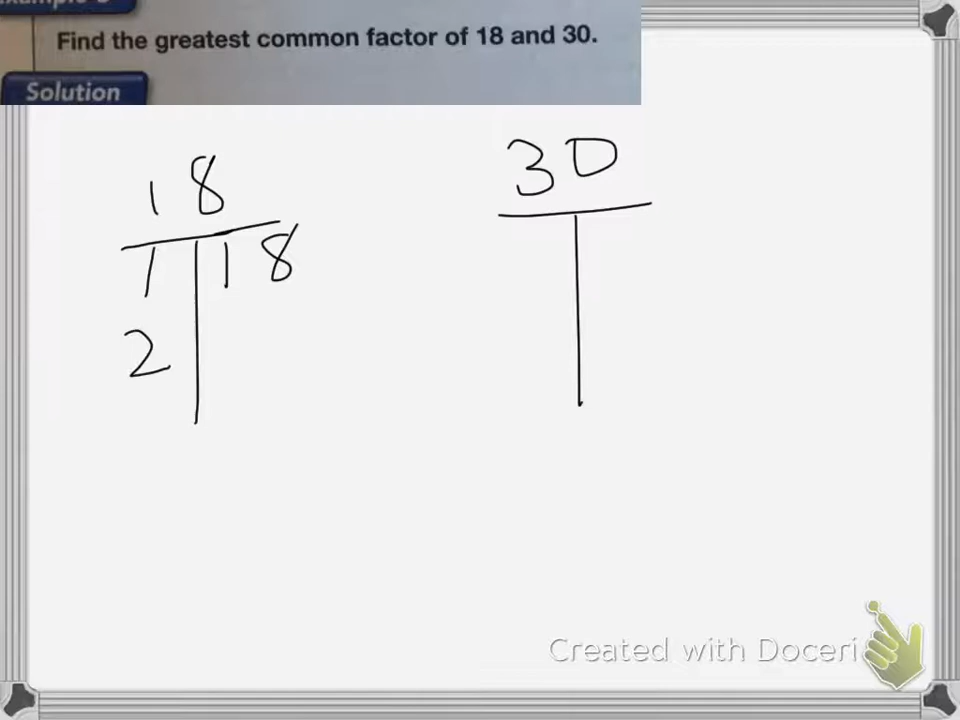 Find the greatest common factor of 18 and 30.
Solution
18
30
1 18
2
Created with Doceri